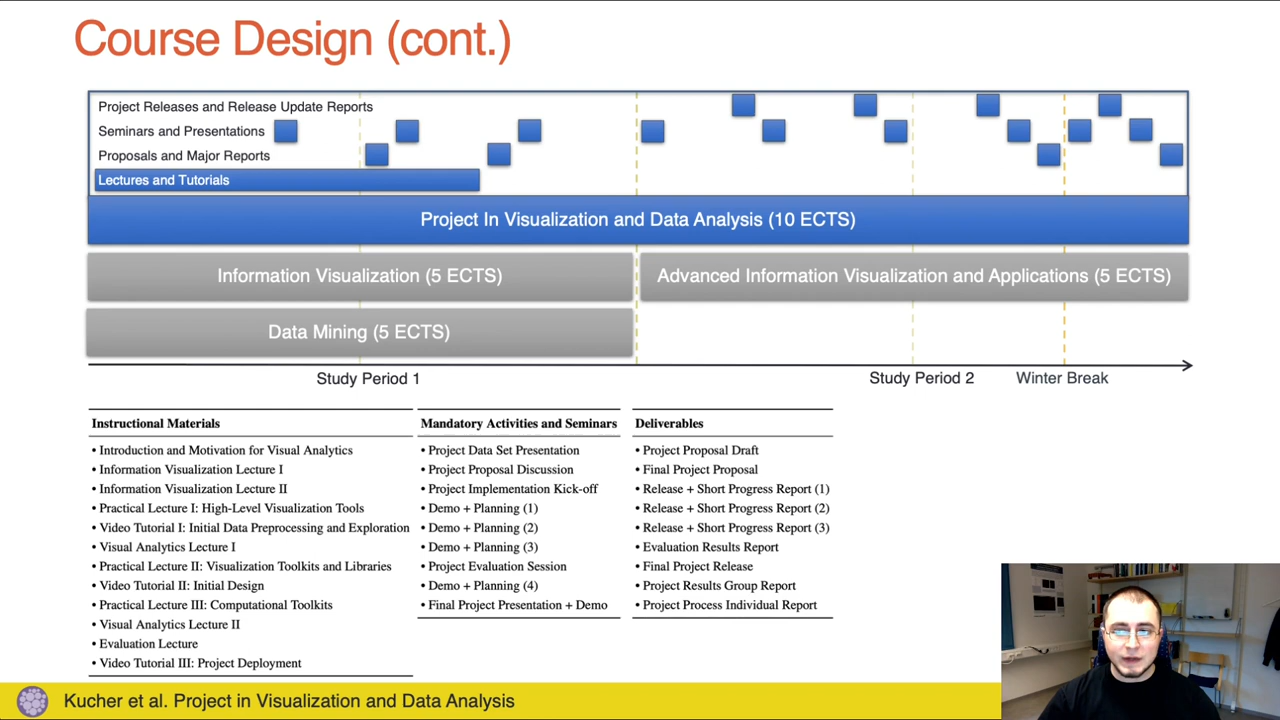 Course Design (cont.)
Project Releases and Release Update Reports
Seminars and Presentations
Proposals and Major Reports
Lectures and Tutorials
Project In Visualization and Data Analysis (10 ECTS)
Information Visualization (5 ECTS)
Advanced Information Visualization and Applications (5 ECTS)
Data Mining (5 ECTS)
Study Period 1
Study Period 2
Winter Break
Instructional Materials
• Introduction and Motivation for Visual Analytics
• Information Visualization Lecture I
• Information Visualization Lecture II
• Practical Lecture I: High-Level Visualization Tools
• Video Tutorial I: Initial Data Preprocessing and Exploration
• Visual Analytics Lecture I
• Practical Lecture II: Visualization Toolkits and Libraries
• Video Tutorial II: Initial Design
• Practical Lecture III: Computational Toolkits
• Visual Analytics Lecture II
• Evaluation Lecture
• Video Tutorial III: Project Deployment
Mandatory Activities and Seminars
• Project Data Set Presentation
• Project Proposal Discussion
• Project Implementation Kick-off
• Demo + Planning (1)
• Demo + Planning (2)
• Demo + Planning (3)
• Project Evaluation Session
• Demo + Planning (4)
• Final Project Presentation + Demo
Deliverables
• Project Proposal Draft
• Final Project Proposal
• Release + Short Progress Report (1)
• Release + Short Progress Report (2)
• Release + Short Progress Report (3)
• Evaluation Results Report
• Final Project Release
• Project Results Group Report
• Project Process Individual Report
Kucher et al. Project in Visualization and Data Analysis